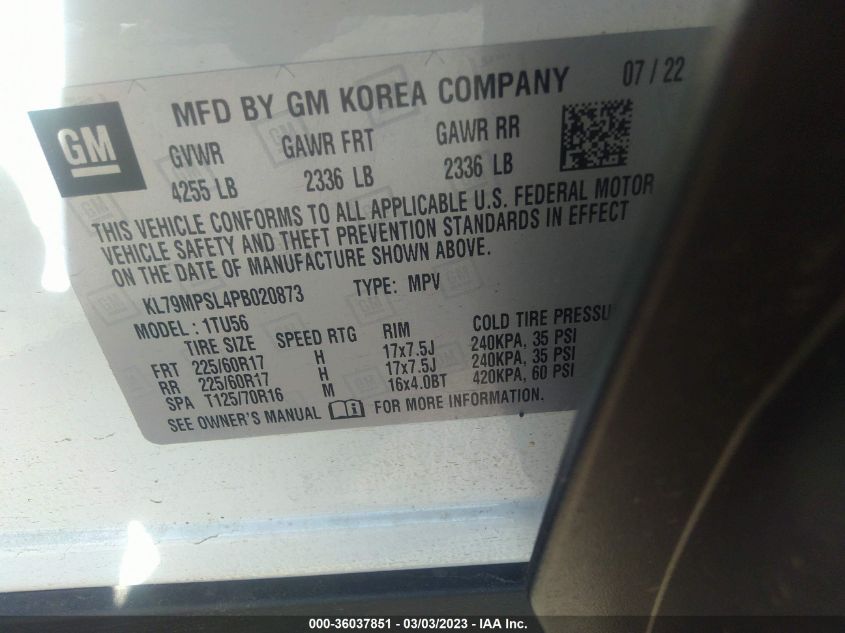 GM
MFD BY GM KOREA COMPANY 07 / 22
GVWR GAWR FRT GAWR RR
4255 LB 2336 LB 2336 LB
THIS VEHICLE CONFORMS TO ALL APPLICABLE U.S. FEDERAL MOTOR
VEHICLE SAFETY AND THEFT PREVENTION STANDARDS IN EFFECT
ON THE DATE OF MANUFACTURE SHOWN ABOVE.
KL79MPSL4PB020873 TYPE: MPV
MODEL: 1TU56
TIRE SIZE SPEED RTG RIM COLD TIRE PRESSU
FRT 225/60R17 H 17x7.5J 240KPA, 35 PSI
RR 225/60R17 H 17x7.5J 240KPA, 35 PSI
SPA T125/70R16 M 16x4.0BT 420KPA, 60 PSI
SEE OWNER'S MANUAL FOR MORE INFORMATION.
000-36037851 / 03/03/2023 - IAA Inc.